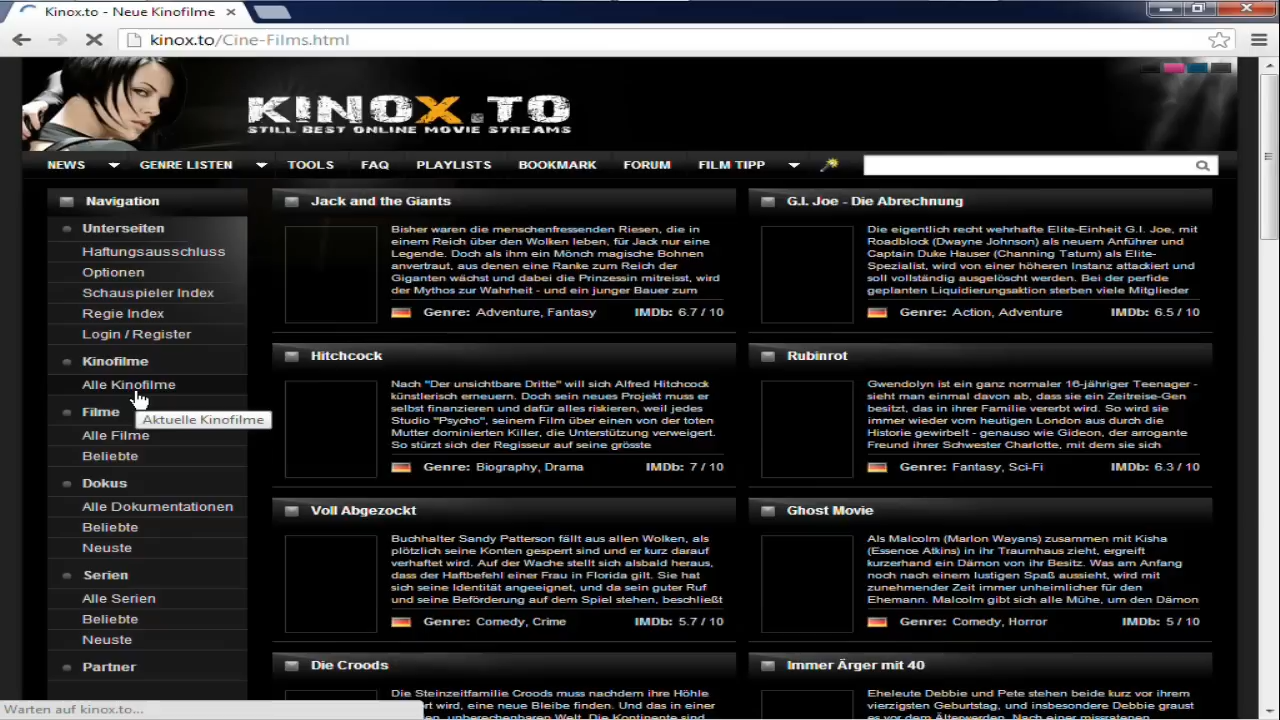 Kinox.to - Neue Kinofilme
kinox.to/Cine-Films.html
KINOX.TO
STILL BEST ONLINE MOVIE STREAMS
NEWS GENRE LISTEN TOOLS FAQ PLAYLISTS BOOKMARK FORUM FILM TIPP
Navigation
Unterseiten
Haftungsausschluss
Optionen
Schauspieler Index
Regie Index
Login / Register
Kinofilme
Alle Kinofilme
Aktuelle Kinofilme
Filme
Alle Filme
Beliebte
Dokus
Alle Dokumentationen
Beliebte
Neuste
Serien
Alle Serien
Beliebte
Neuste
Partner
Jack and the Giants
Bisher waren die menschenfressenden Riesen, die in
einem Reich über den Wolken leben, für Jack nur eine
Legende. Doch als ihm ein Mönch magische Bohnen
anvertraut, aus denen eine Ranke zum Reich der
Giganten wächst und dabei die Prinzessin mitreisst, wird
der Mythos zur Wahrheit - und ein junger Bauer zum
Genre: Adventure, Fantasy IMDb: 6.7 / 10
G.I. Joe - Die Abrechnung
Die eigentlich recht wehrhafte Elite-Einheit G.I. Joe, mit
Roadblock (Dwayne Johnson) als neuem Anführer und
Captain Duke Hauser (Channing Tatum) als Elite-
Spezialist, wird von einer höheren Instanz attackiert und
soll vollständig ausgelöscht werden. Bei der perfide
geplanten Liquidierungsaktion sterben viele Mitglieder
Genre: Action, Adventure IMDb: 6.5 / 10
Hitchcock
Nach "Der unsichtbare Dritte" will sich Alfred Hitchcock
künstlerisch erneuern. Doch sein neues Projekt muss er
selbst finanzieren und dafür alles riskieren, weil jedes
Studio "Psycho", seinem Film über einen von der toten
Mutter dominierten Killer, die Unterstützung verweigert.
So stürzt sich der Regisseur auf seine grösste
Genre: Biography, Drama IMDb: 7 / 10
Rubinrot
Gwendolyn ist ein ganz normaler 16-jähriger Teenager -
sieht man einmal davon ab, dass sie ein Zeitreise-Gen
besitzt, das in ihrer Familie vererbt wird. So wird sie
immer wieder vom heutigen London aus durch die
Historie gewirbelt - genauso wie Gideon, der arrogante
Freund ihrer Schwester Charlotte, mit dem sie sich
Genre: Fantasy, Sci-Fi IMDb: 6.3 / 10
Voll Abgezockt
Buchhalter Sandy Patterson fällt aus allen Wolken, als
plötzlich seine Konten gesperrt sind und er kurz darauf
verhaftet wird. Auf der Wache stellt sich alsbald heraus,
dass der Haftbefehl einer Frau in Florida gilt. Sie hat
sich seine Identität angeeignet, und da sein guter Ruf
und seine Beförderung auf dem Spiel stehen, beschließt
Genre: Comedy, Crime IMDb: 5.7 / 10
Ghost Movie
Als Malcolm (Marlon Wayans) zusammen mit Kisha
(Essence Atkins) in ihr Traumhaus zieht, ergreift
kurzerhand ein Dämon von ihr Besitz. Was am Anfang
noch nach einem lustigen Spaß aussieht, wird mit
zunehmender Zeit immer unheimlicher für den
Ehemann. Malcolm gibt sich alle Mühe, um den Dämon
Genre: Comedy, Horror IMDb: 5 / 10
Die Croods
Die Steinzeitfamilie Croods muss nachdem ihre Höhle
wird, eine neue Bleibe finden. Und das in einer
Immer Ärger mit 40
Eheleute Debbie und Pete stehen beide kurz vor ihrem
vierzigsten Geburtstag, und insbesondere Debbie
Warten auf kinox.to...